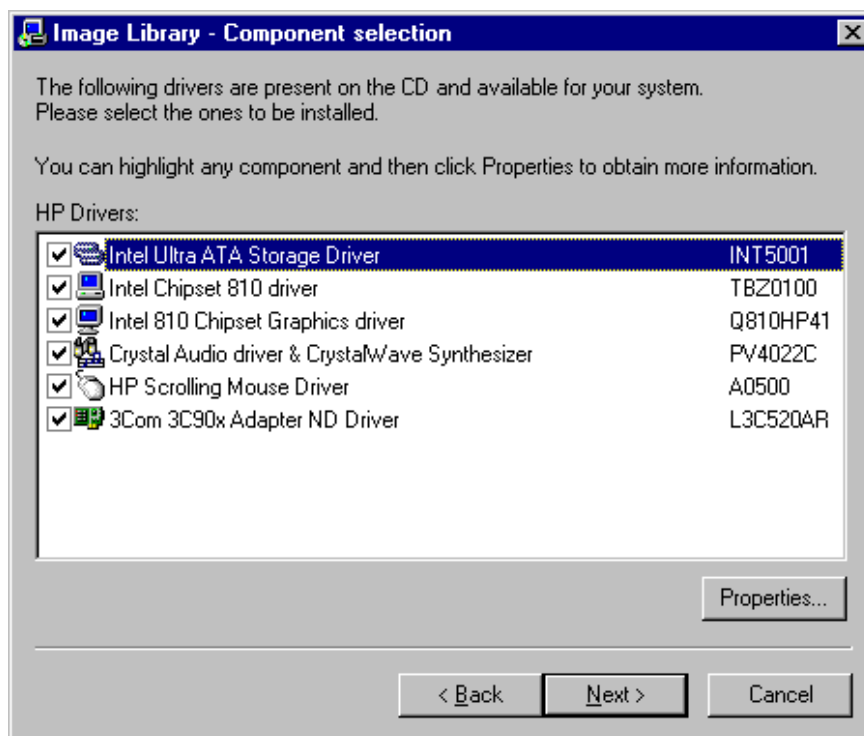 Image Library - Component selection
The following drivers are present on the CD and available for your system.
Please select the ones to be installed.
You can highlight any component and then click Properties to obtain more information.
HP Drivers:
Intel Ultra ATA Storage Driver INT5001
Intel Chipset 810 driver TBZ0100
Intel 810 Chipset Graphics driver Q810HP41
Crystal Audio driver & CrystalWave Synthesizer PV4022C
HP Scrolling Mouse Driver A0500
3Com 3C90x Adapter ND Driver L3C520AR
Properties...
< Back Next > Cancel